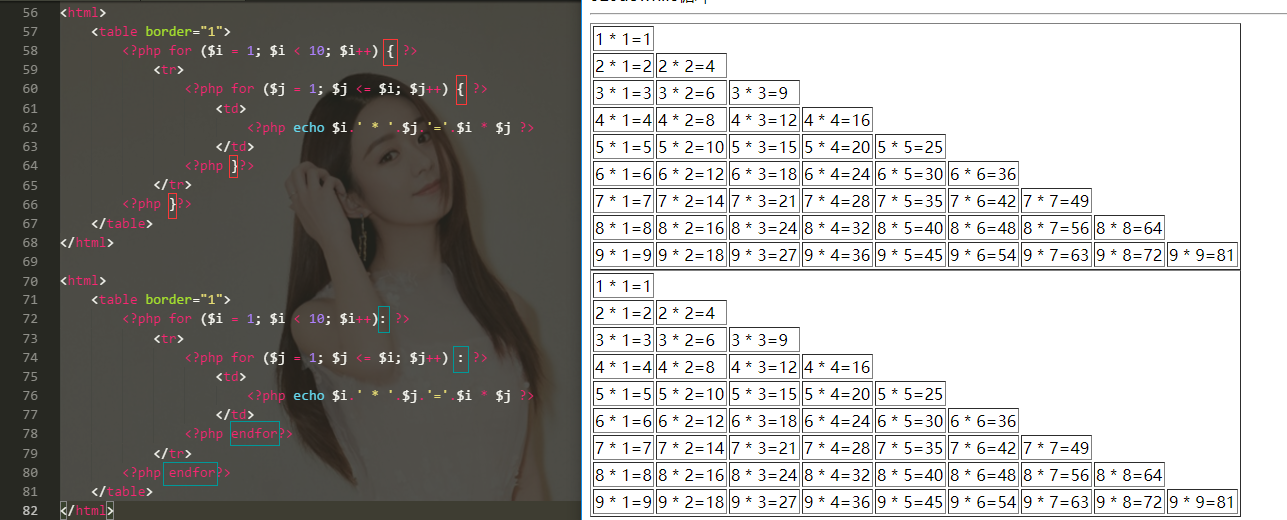 56 <html>
57 <table border="1">
58 <?php for ($i = 1; $i < 10; $i++) { ?>
59 <tr>
60 <?php for ($j = 1; $j <= $i; $j++) { ?>
61 <td>
62 <?php echo $i.' * '.$j.'='.$i * $j ?>
63 </td>
64 <?php }?>
65 </tr>
66 <?php }?>
67 </table>
68 </html>
69
70 <html>
71 <table border="1">
72 <?php for ($i = 1; $i < 10; $i++): ?>
73 <tr>
74 <?php for ($j = 1; $j <= $i; $j++) : ?>
75 <td>
76 <?php echo $i.' * '.$j.'='.$i * $j ?>
77 </td>
78 <?php endfor?>
79 </tr>
80 <?php endfor?>
81 </table>
82 </html>
1 * 1=1
2 * 1=2 2 * 2=4
3 * 1=3 3 * 2=6 3 * 3=9
4 * 1=4 4 * 2=8 4 * 3=12 4 * 4=16
5 * 1=5 5 * 2=10 5 * 3=15 5 * 4=20 5 * 5=25
6 * 1=6 6 * 2=12 6 * 3=18 6 * 4=24 6 * 5=30 6 * 6=36
7 * 1=7 7 * 2=14 7 * 3=21 7 * 4=28 7 * 5=35 7 * 6=42 7 * 7=49
8 * 1=8 8 * 2=16 8 * 3=24 8 * 4=32 8 * 5=40 8 * 6=48 8 * 7=56 8 * 8=64
9 * 1=9 9 * 2=18 9 * 3=27 9 * 4=36 9 * 5=45 9 * 6=54 9 * 7=63 9 * 8=72 9 * 9=81
1 * 1=1
2 * 1=2 2 * 2=4
3 * 1=3 3 * 2=6 3 * 3=9
4 * 1=4 4 * 2=8 4 * 3=12 4 * 4=16
5 * 1=5 5 * 2=10 5 * 3=15 5 * 4=20 5 * 5=25
6 * 1=6 6 * 2=12 6 * 3=18 6 * 4=24 6 * 5=30 6 * 6=36
7 * 1=7 7 * 2=14 7 * 3=21 7 * 4=28 7 * 5=35 7 * 6=42 7 * 7=49
8 * 1=8 8 * 2=16 8 * 3=24 8 * 4=32 8 * 5=40 8 * 6=48 8 * 7=56 8 * 8=64
9 * 1=9 9 * 2=18 9 * 3=27 9 * 4=36 9 * 5=45 9 * 6=54 9 * 7=63 9 * 8=72 9 * 9=81